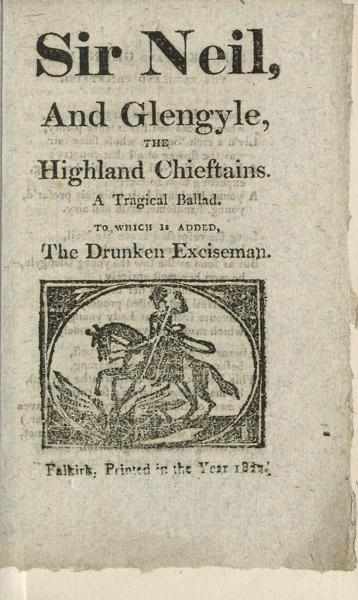 Sir Neil,
And Glengyle,
THE
Highland Chieftains.
A Tragical Ballad.
TO WHICH IS ADDED,
The Drunken Exciseman.
Falkirk, Printed in the Year